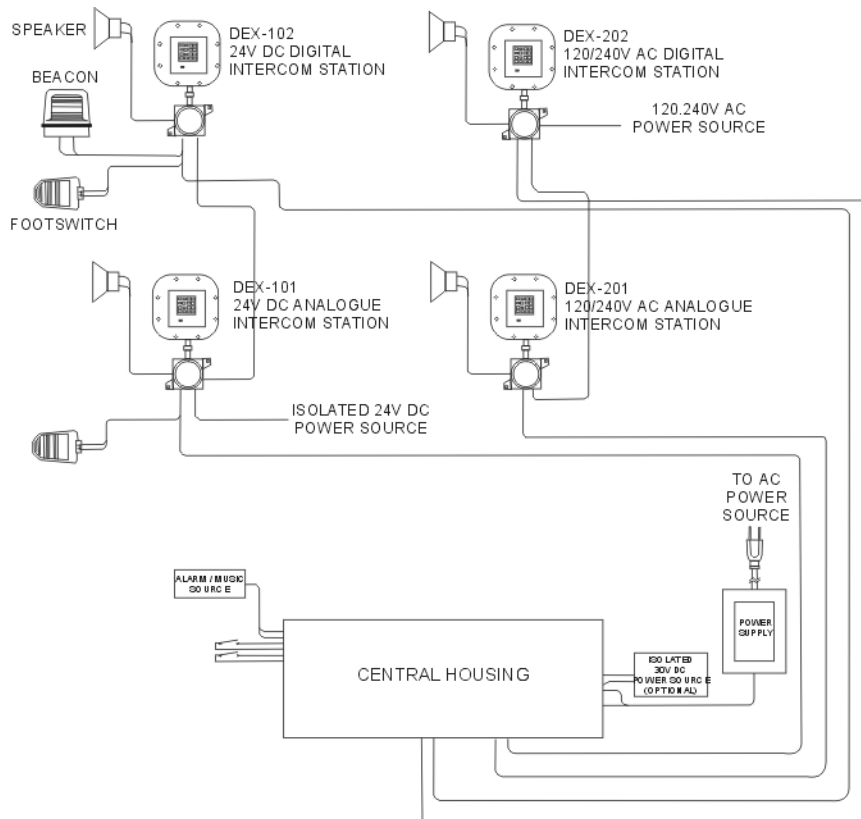 SPEAKER
DEX-102
24V DC DIGITAL
INTERCOM STATION
BEACON
FOOTSWITCH
DEX-202
120/240V AC DIGITAL
INTERCOM STATION
120.240V AC
POWER SOURCE
DEX-101
24V DC ANALOGUE
INTERCOM STATION
DEX-201
120/240V AC ANALOGUE
INTERCOM STATION
ISOLATED 24V DC
POWER SOURCE
TO AC
POWER
SOURCE
ALARM / MUSIC
SOURCE
POWER
SUPPLY
CENTRAL HOUSING
ISOLATED
30V DC
POWER SOURCE
(OPTIONAL)